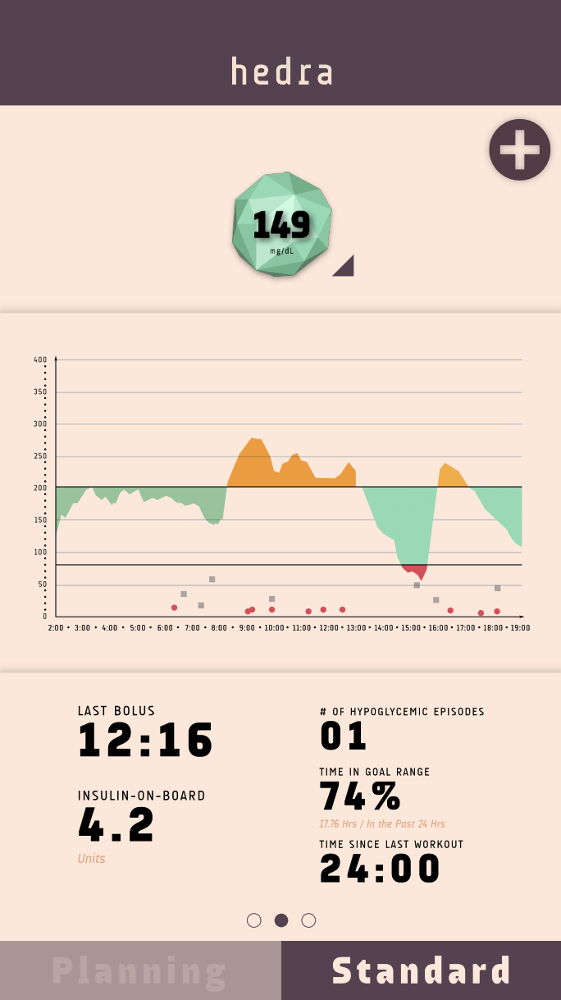 hedra
149
mg/dL
400
350
300
250
200
150
100
50
0
2:00 • 3:00 • 4:00 • 5:00 • 6:00 • 7:00 • 8:00 • 9:00 • 10:00 • 11:00 • 12:00 • 13:00 • 14:00 • 15:00 • 16:00 • 17:00 • 18:00 • 19:00
LAST BOLUS
12:16
INSULIN-ON-BOARD
4.2
Units
# OF HYPOGLYCEMIC EPISODES
01
TIME IN GOAL RANGE
74%
17.76 Hrs / In the Past 24 Hrs
TIME SINCE LAST WORKOUT
24:00
Planning
Standard